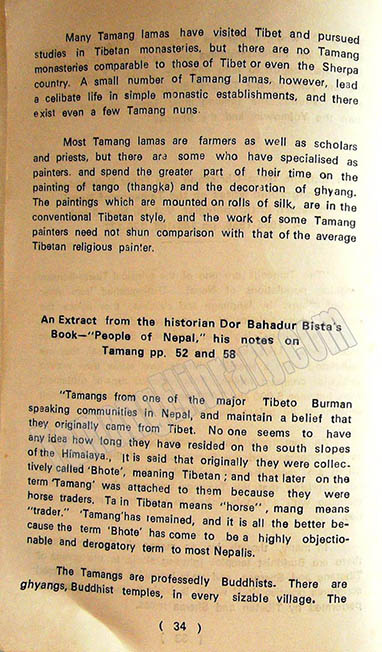 Many Tamang lamas have visited Tibet and pursued
studies in Tibetan monasteries, but there are no Tamang
monasteries comparable to those of Tibet or even the Sherpa
country. A small number of Tamang lamas, however, lead
a celibate life in simple monastic establishments, and there
exist even a few Tamang nuns.
Most Tamang lamas are farmers as well as scholars
and priests, but there are some who have specialised as
painters. and spend the greater part of their time on the
painting of tango (thangka) and the decoration of ghyang.
The paintings which are mounted on rolls of silk, are in the
conventional Tibetan style, and the work of some Tamang
painters need not shun comparison with that of the average
Tibetan religious painter.
An Extract from the historian Dor Bahadur Bista's
Book—"People of Nepal," his notes on
Tamang pp. 52 and 58
"Tamangs from one of the major Tibeto Burman
speaking communities in Nepal, and maintain a belief that
they originally came from Tibet. No one seems to have
any idea how long they have resided on the south slopes
of the Himalaya., It is said that originally they were collec-
tively called 'Bhote', meaning Tibetan; and that later on the
term 'Tamang' was attached to them because they were
horse traders. Ta in Tibetan means "horse", mang means
"trader." 'Tamang'has remained, and it is all the better be-
cause the term 'Bhote' has come to be a highly objectio-
nable and derogatory term to most Nepalis.
The Tamangs are professedly Buddhists. There are
ghyangs, Buddhist temples, in every sizable village. The
( 34 )
library.com